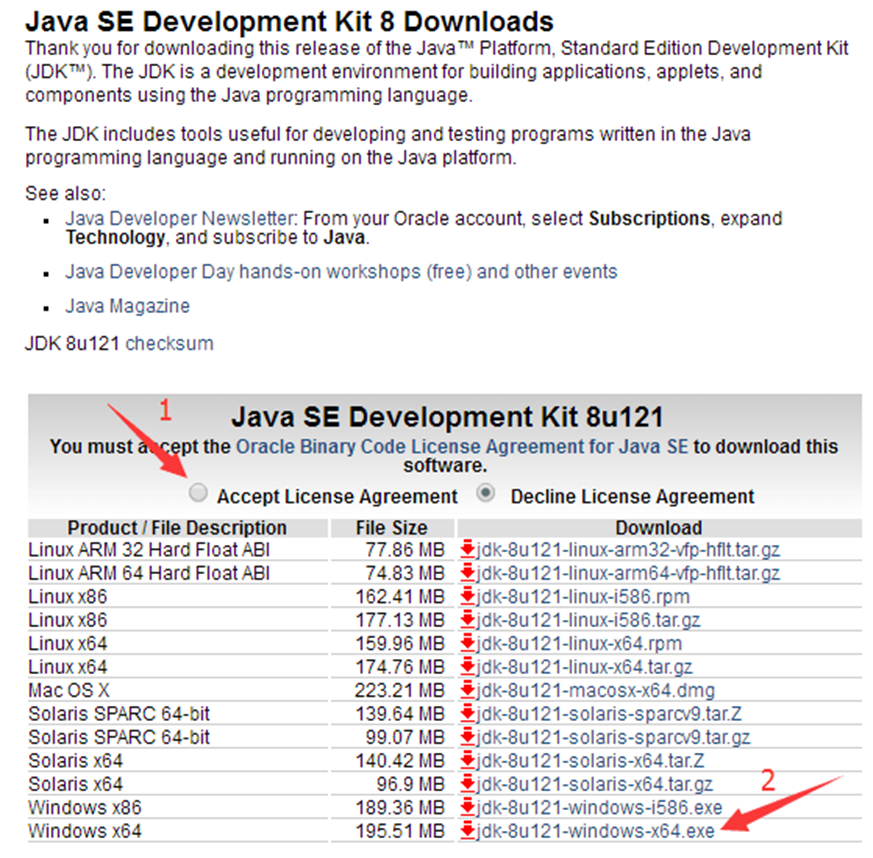 Java SE Development Kit 8 Downloads
Thank you for downloading this release of the Java™ Platform, Standard Edition Development Kit
(JDK™). The JDK is a development environment for building applications, applets, and
components using the Java programming language.
The JDK includes tools useful for developing and testing programs written in the Java
programming language and running on the Java platform.
See also:
Java Developer Newsletter: From your Oracle account, select Subscriptions, expand
Technology, and subscribe to Java.
Java Developer Day hands-on workshops (free) and other events
Java Magazine
JDK 8u121 checksum
1
Java SE Development Kit 8u121
You must accept the Oracle Binary Code License Agreement for Java SE to download this
software.
Accept License Agreement Decline License Agreement
Product / File Description File Size Download
Linux ARM 32 Hard Float ABI 77.86 MB jdk-8u121-linux-arm32-vfp-hflt.tar.gz
Linux ARM 64 Hard Float ABI 74.83 MB jdk-8u121-linux-arm64-vfp-hflt.tar.gz
Linux x86 162.41 MB jdk-8u121-linux-i586.rpm
Linux x86 177.13 MB jdk-8u121-linux-i586.tar.gz
Linux x64 159.96 MB jdk-8u121-linux-x64.rpm
Linux x64 174.76 MB jdk-8u121-linux-x64.tar.gz
Mac OS X 223.21 MB jdk-8u121-macosx-x64.dmg
Solaris SPARC 64-bit 139.64 MB jdk-8u121-solaris-sparcv9.tar.Z
Solaris SPARC 64-bit 99.07 MB jdk-8u121-solaris-sparcv9.tar.gz
Solaris x64 140.42 MB jdk-8u121-solaris-x64.tar.Z
Solaris x64 96.9 MB jdk-8u121-solaris-x64.tar.gz
2
Windows x86 189.36 MB jdk-8u121-windows-i586.exe
Windows x64 195.51 MB jdk-8u121-windows-x64.exe